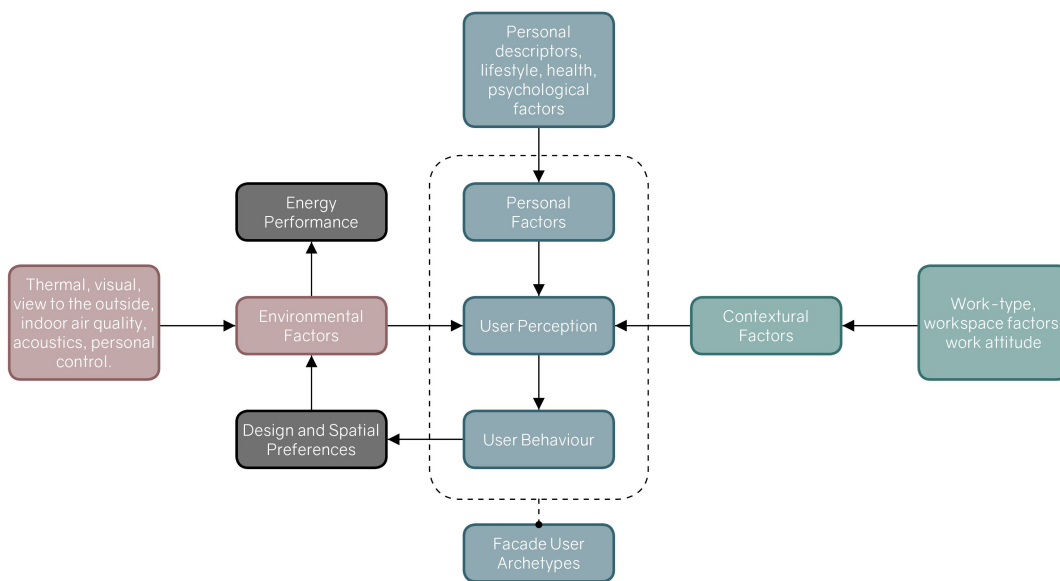 Personal
descriptors,
lifestyle, health,
psychological
factors
Energy
Performance
Personal
Factors
Thermal, visual,
view to the outside,
indoor air quality,
acoustics, personal
control.
Environmental
Factors
User Perception
Contextural
Factors
Work-type,
workspace factors
work attitude
Design and Spatial
Preferences
User Behaviour
Facade User
Archetypes